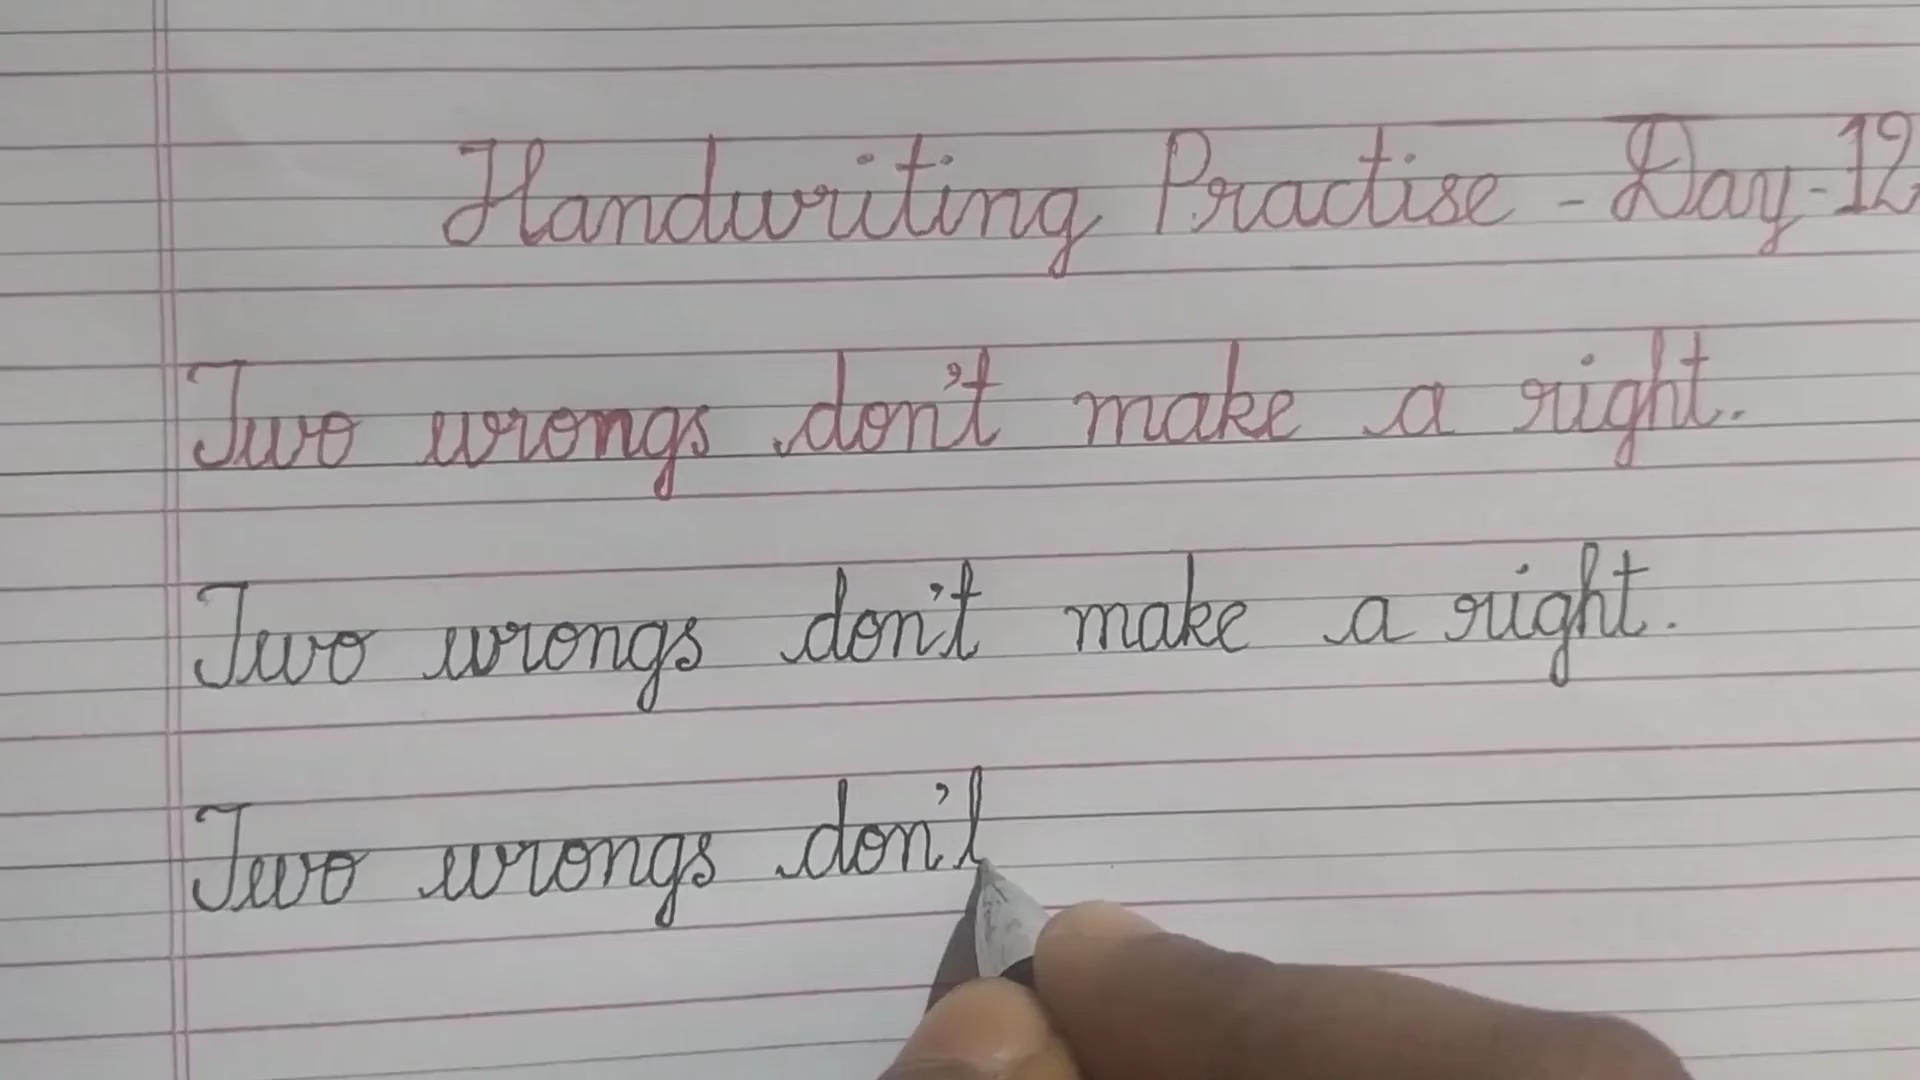 Handwriting Practise - Day-12
Two wrongs don't make a right.
Two wrongs don't make a right.
Two wrongs don't